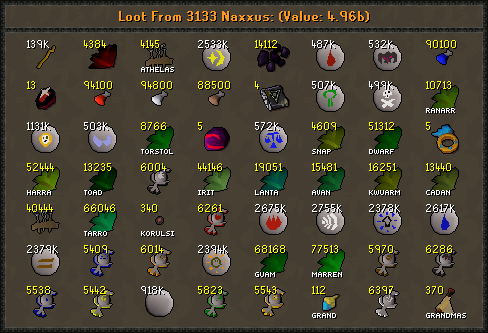 Loot From 3133 Naxxus: (Value: 4.96b)
139K 4384 4145 2533K 14112 487K 532K 90100
ATHELAS
13 94100 94800 88500 4 507K 499K 10713
RANARR
1131K 503K 8766 5 572K 4609 51312 5
TORSTOL SNAP DWARF
52444 13235 6004 44146 19051 15481 16251 13440
HARRA TOAD IRIT LANTA AVAN KWUARM CADAN
40444 66046 340 6261 2675K 2755K 2378K 2617K
TARRO KORULSI
2379K 5409 6014 2394K 68168 77513 5970 6286
GUAM MARREN
5538 5442 918K 5823 5543 112 6397 370
GRAND GRANDMAS